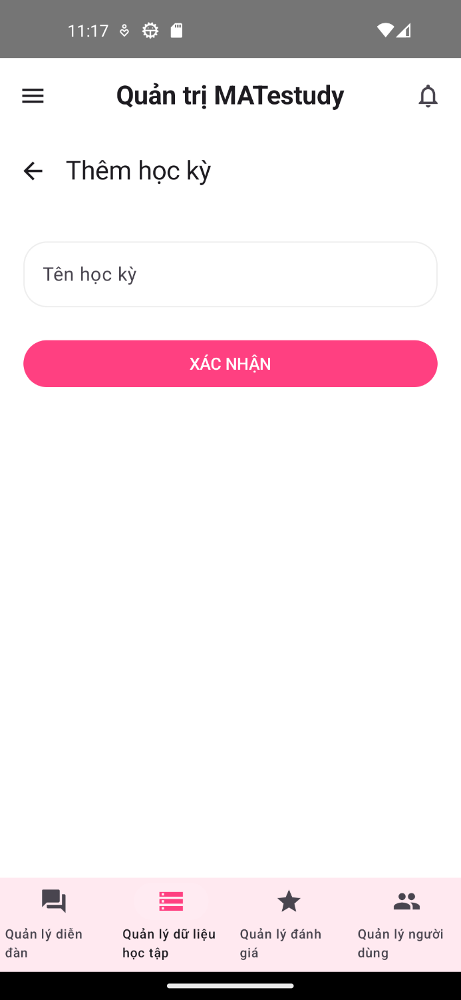 11:17
Quản trị MATestudy
Thêm học kỳ
Tên học kỳ
XÁC NHẬN
Quản lý diễn
đàn
Quản lý dữ liệu
học tập
Quản lý đánh
giá
Quản lý người
dùng